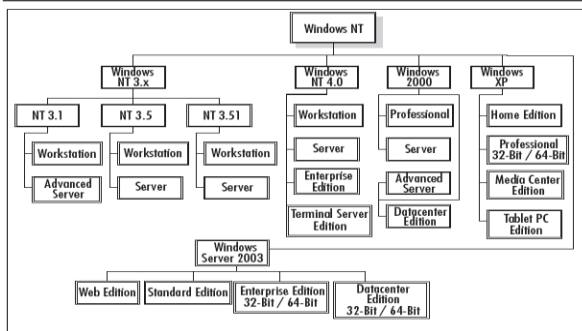 Windows NT
Windows
NT 3.x
Windows
NT 4.0
Windows
2000
Windows
XP
NT 3.1
NT 3.5
NT 3.51
Workstation
Advanced
Server
Workstation
Server
Workstation
Server
Workstation
Server
Enterprise
Edition
Terminal Server
Edition
Professional
Server
Advanced
Server
Datacenter
Edition
Home Edition
Professional
32-Bit / 64-Bit
Media Center
Edition
Tablet PC
Edition
Windows
Server 2003
Web Edition
Standard Edition
Enterprise Edition
32-Bit / 64-Bit
Datacenter
Edition
32-Bit / 64-Bit